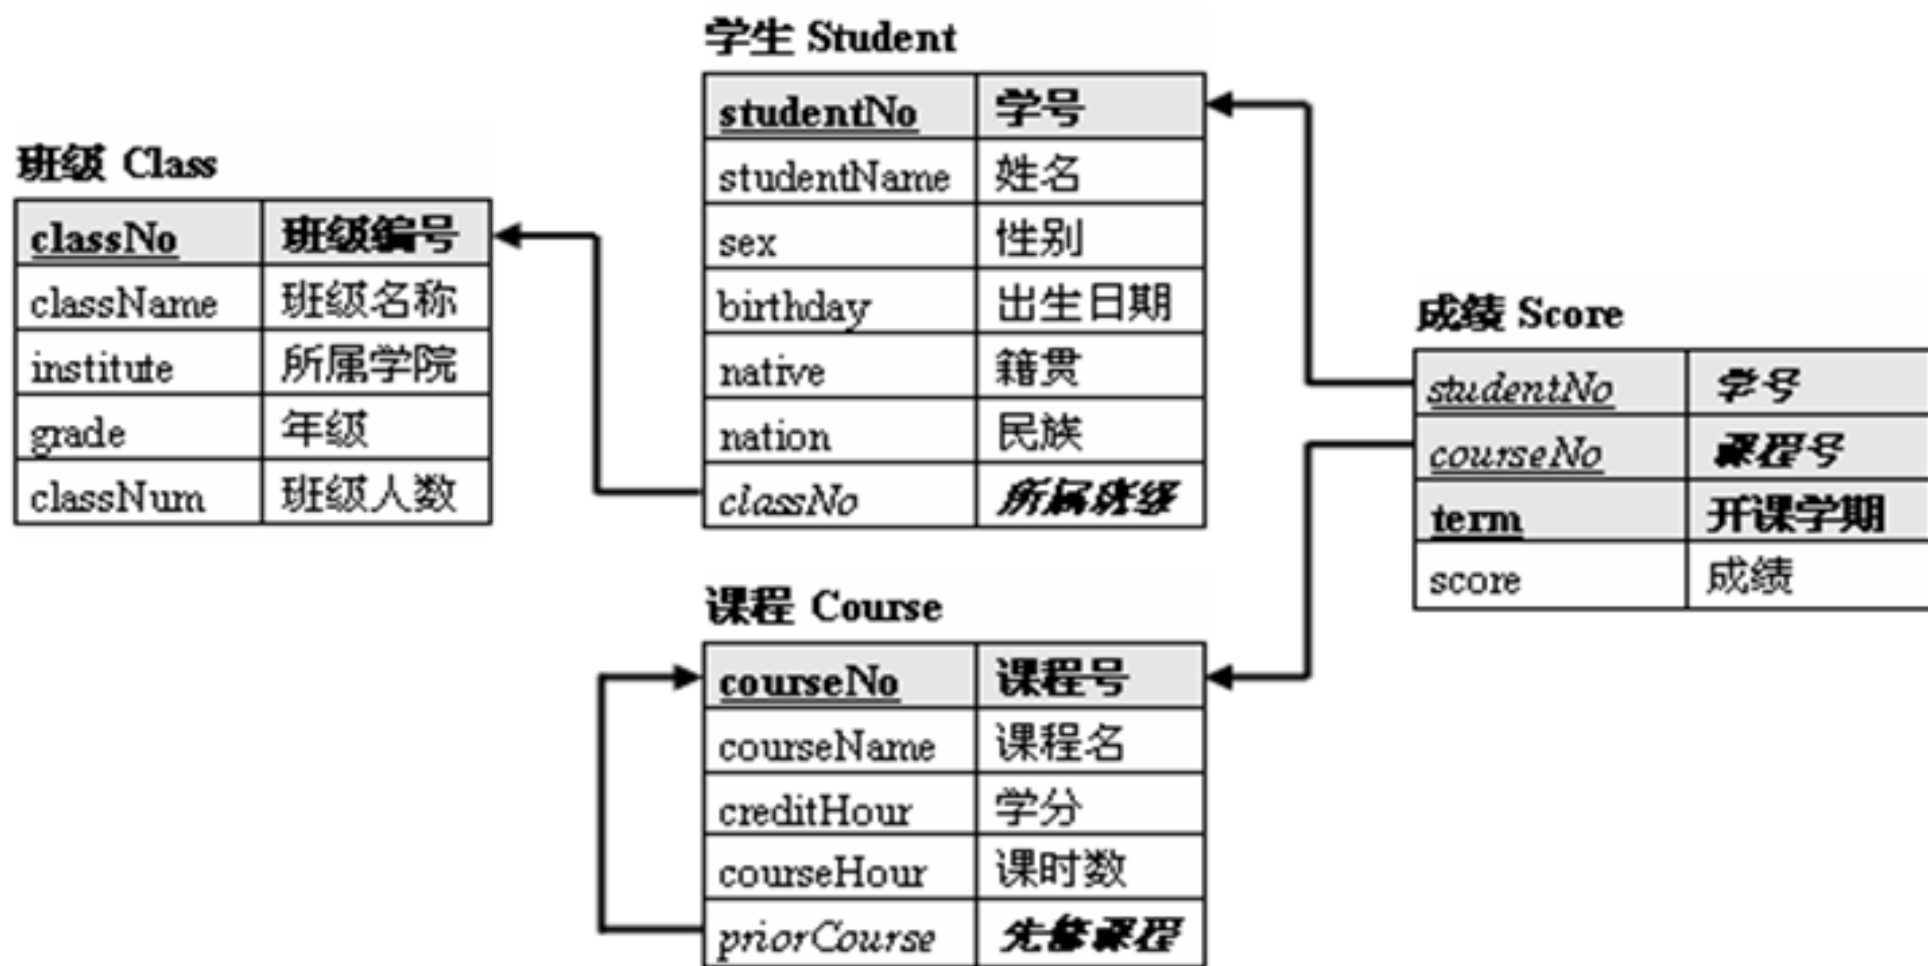 班级 Class
classNo 班级编号
className 班级名称
institute 所属学院
grade 年级
classNum 班级人数
学生 Student
studentNo 学号
studentName 姓名
sex 性别
birthday 出生日期
native 籍贯
nation 民族
classNo 所属班级
课程 Course
courseNo 课程号
courseName 课程名
creditHour 学分
courseHour 课时数
priorCourse 先修课程
成绩 Score
studentNo 学号
courseNo 课程号
term 开课学期
score 成绩